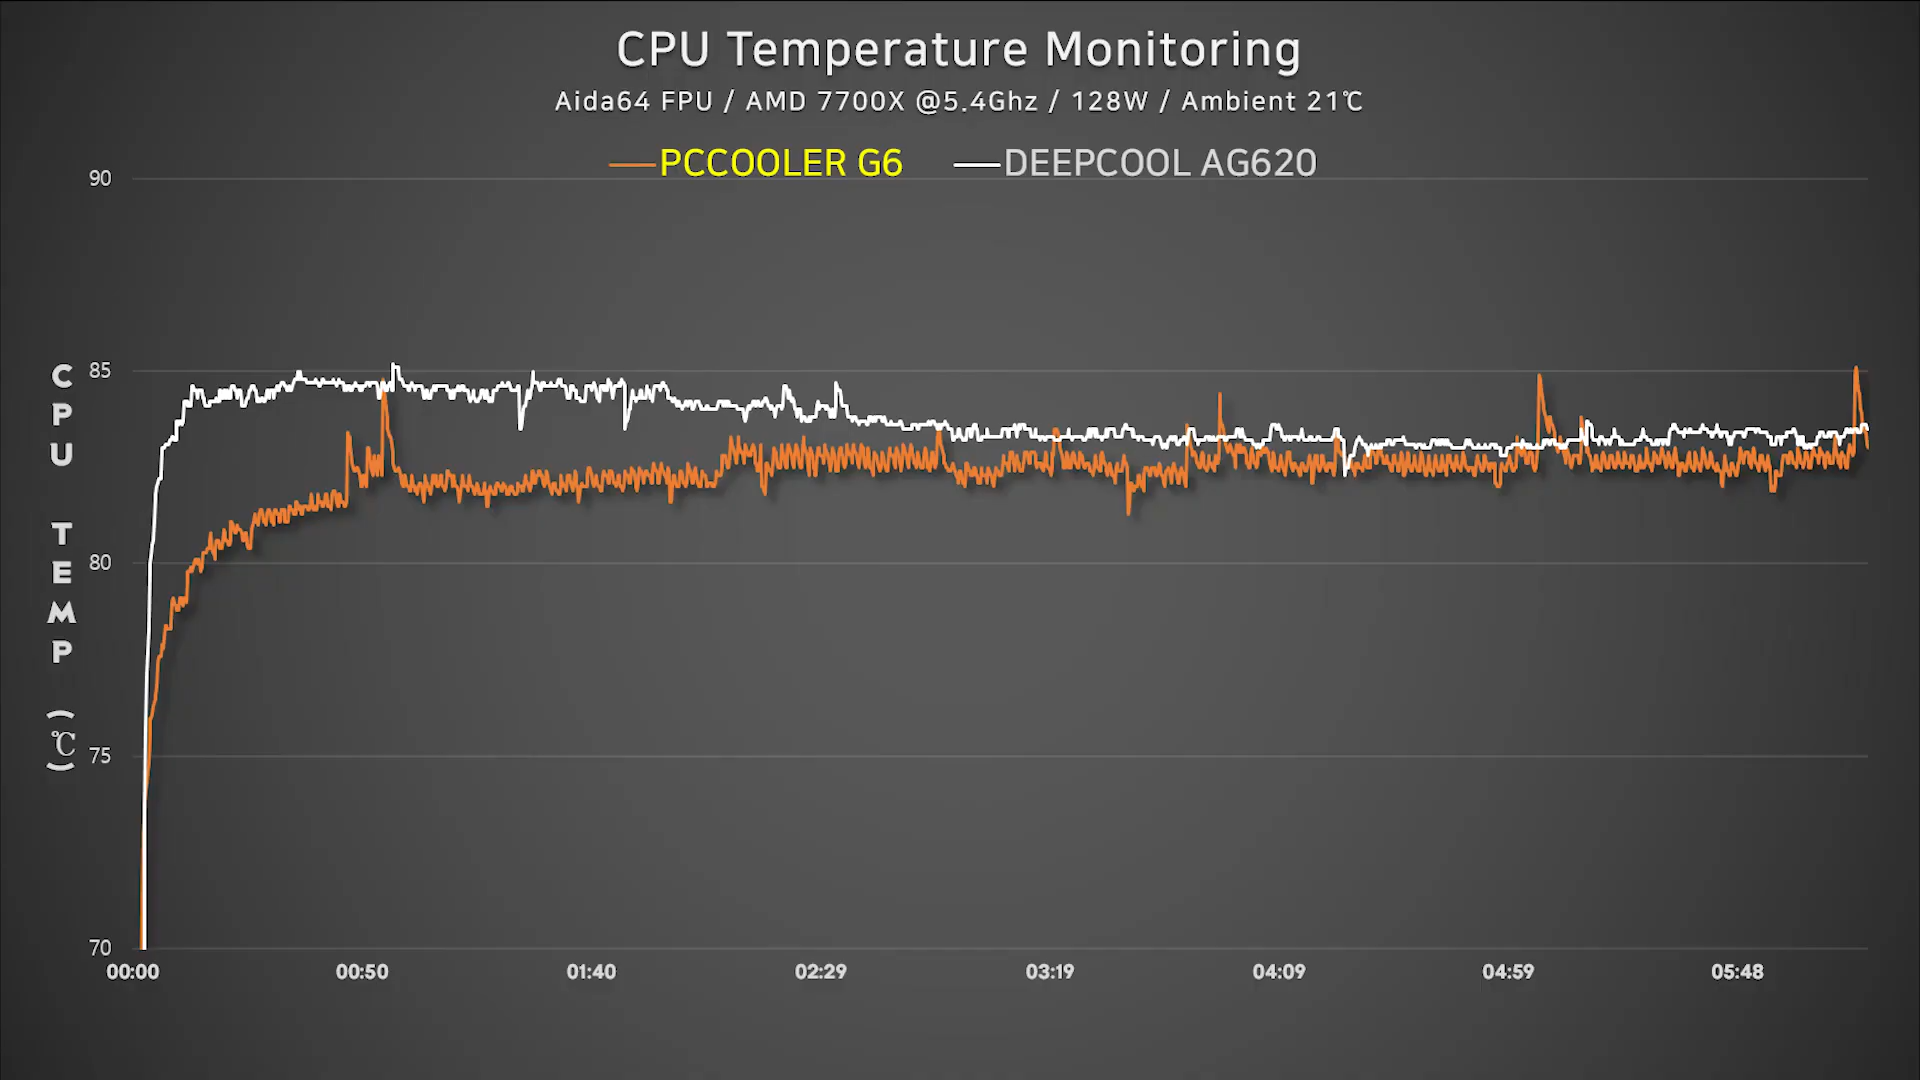 CPU Temperature Monitoring
Aida64 FPU / AMD 7700X @5.4Ghz / 128W / Ambient 21℃
PCCOOLER G6 DEEPCOOL AG620
90
85
80
75
70
CPU TEMP (℃)
00:00 00:50 01:40 02:29 03:19 04:09 04:59 05:48